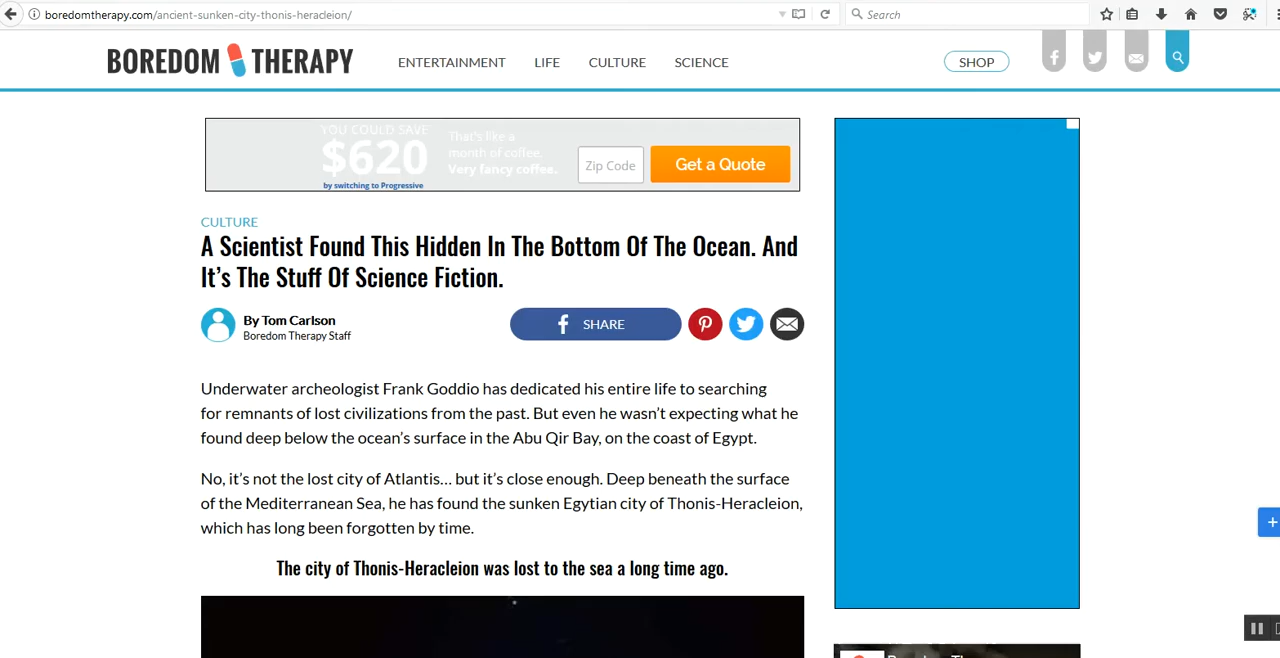 boredomtherapy.com/ancient-sunken-city-thonis-heracleion/
Search
BOREDOM THERAPY
ENTERTAINMENT LIFE CULTURE SCIENCE
SHOP
YOU COULD SAVE
$620
by switching to Progressive
That's like a
month of coffee.
Very fancy coffee.
Zip Code
Get a Quote
CULTURE
A Scientist Found This Hidden In The Bottom Of The Ocean. And
It's The Stuff Of Science Fiction.
By Tom Carlson
Boredom Therapy Staff
SHARE
Underwater archeologist Frank Goddio has dedicated his entire life to searching
for remnants of lost civilizations from the past. But even he wasn't expecting what he
found deep below the ocean's surface in the Abu Qir Bay, on the coast of Egypt.
No, it's not the lost city of Atlantis… but it's close enough. Deep beneath the surface
of the Mediterranean Sea, he has found the sunken Egytian city of Thonis-Heracleion,
which has long been forgotten by time.
The city of Thonis-Heracleion was lost to the sea a long time ago.